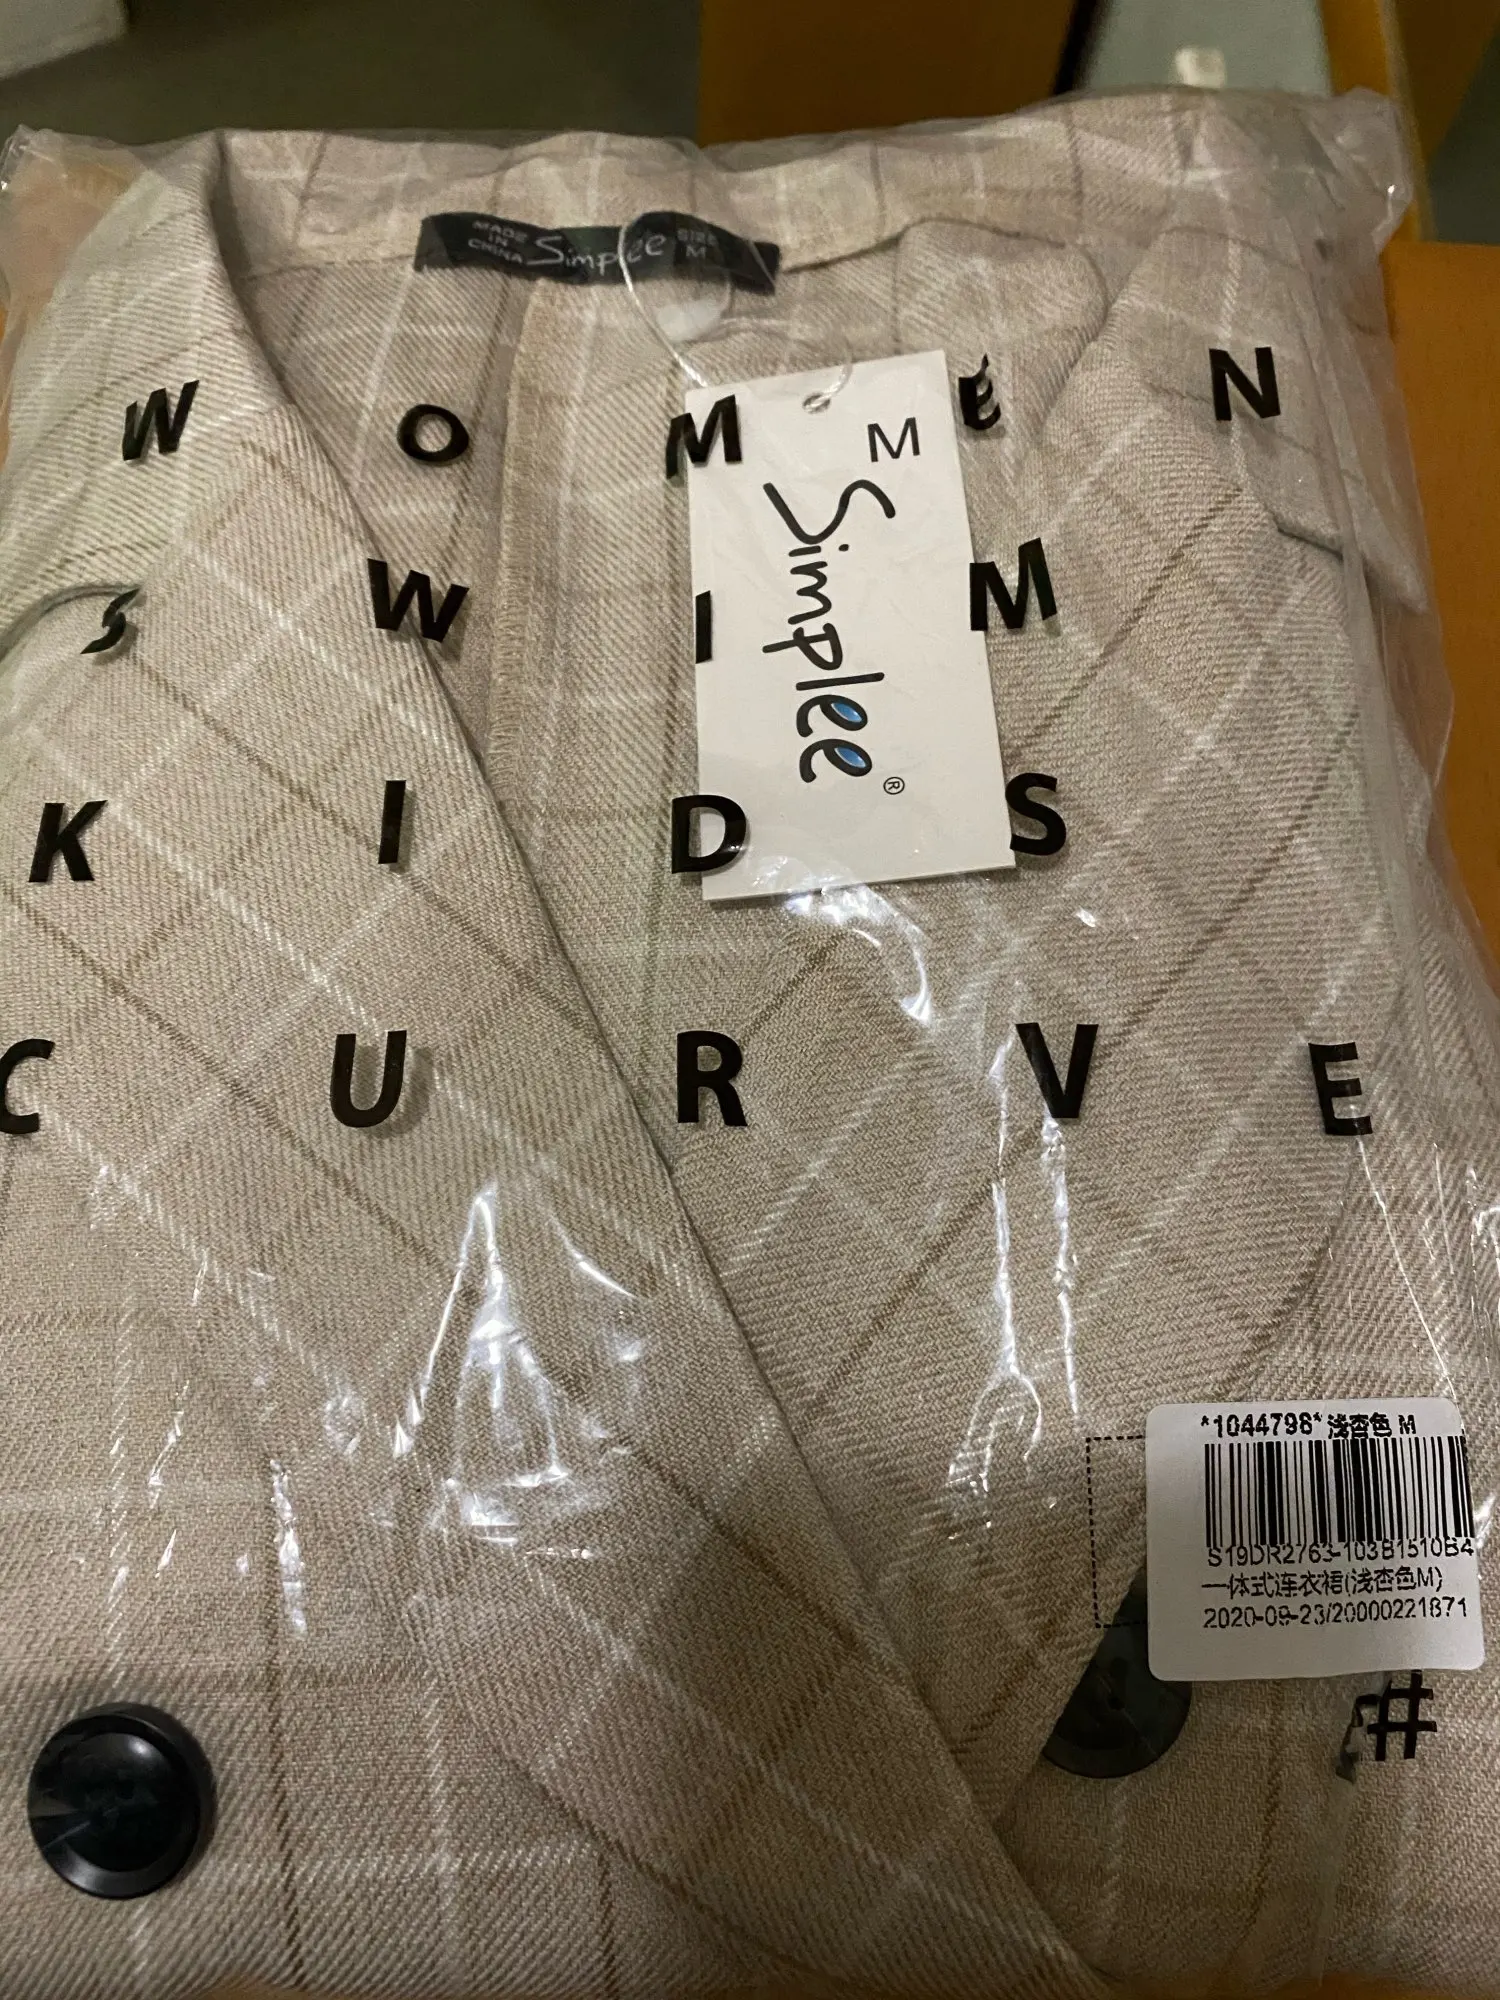 MADE
IN
CHINA
Simplee
SIZE
M
W O M E N
M
Simplee®
S W I M
K I D S
C U R V E
*1044798* 浅杏色 M
S19DR2763-103B1510B4
一体式连衣裙(浅杏色M)
2020-09-23/20000221871
#